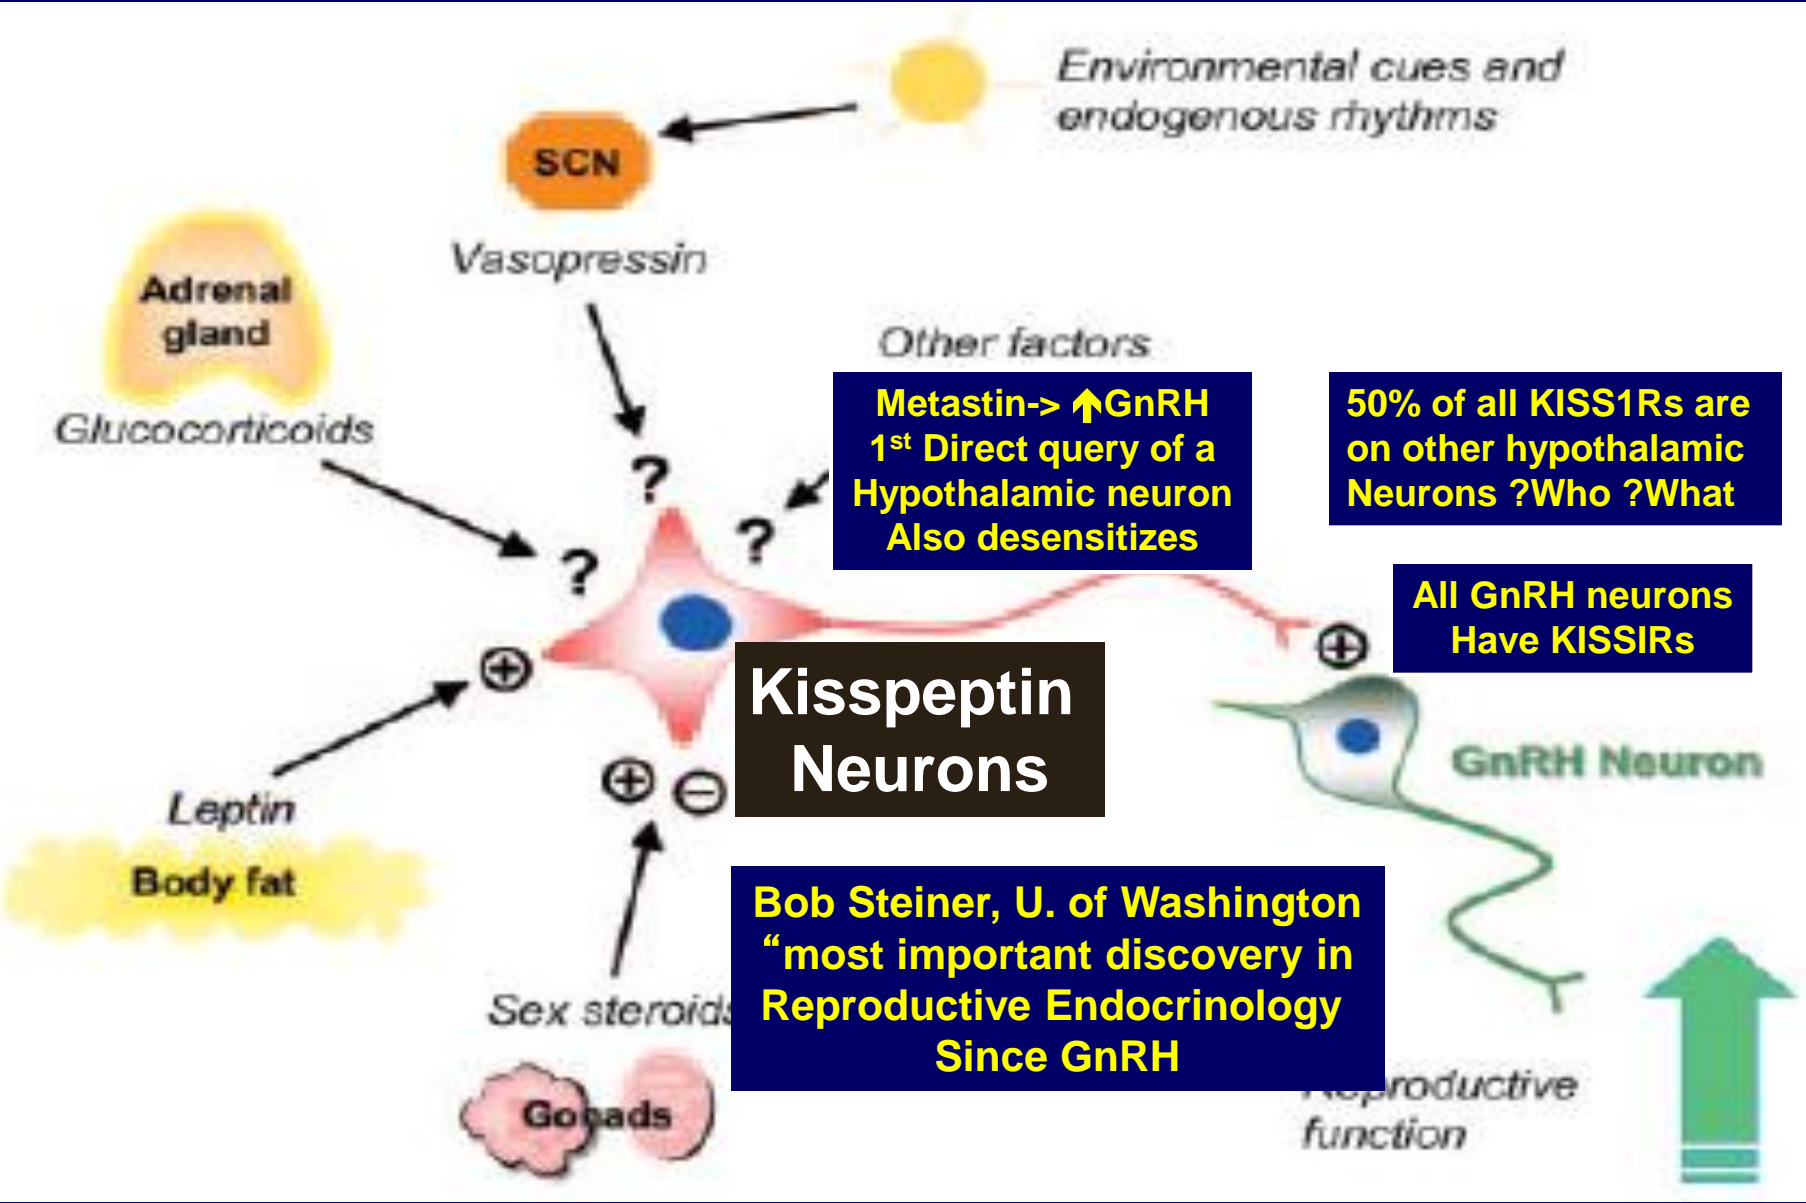 Environmental cues and
endogenous rhythms
SCN
Vasopressin
Adrenal
gland
Glucocorticoids
Other factors
Metastin-> ↑GnRH
1st Direct query of a
Hypothalamic neuron
Also desensitizes
50% of all KISS1Rs are
on other hypothalamic
Neurons ?Who ?What
?
?
?
All GnRH neurons
Have KISSIRs
+
+
Kisspeptin
Neurons
GnRH Neuron
+ −
Leptin
Body fat
Bob Steiner, U. of Washington
“most important discovery in
Reproductive Endocrinology
Since GnRH
Sex steroids
Gonads
Reproductive
function